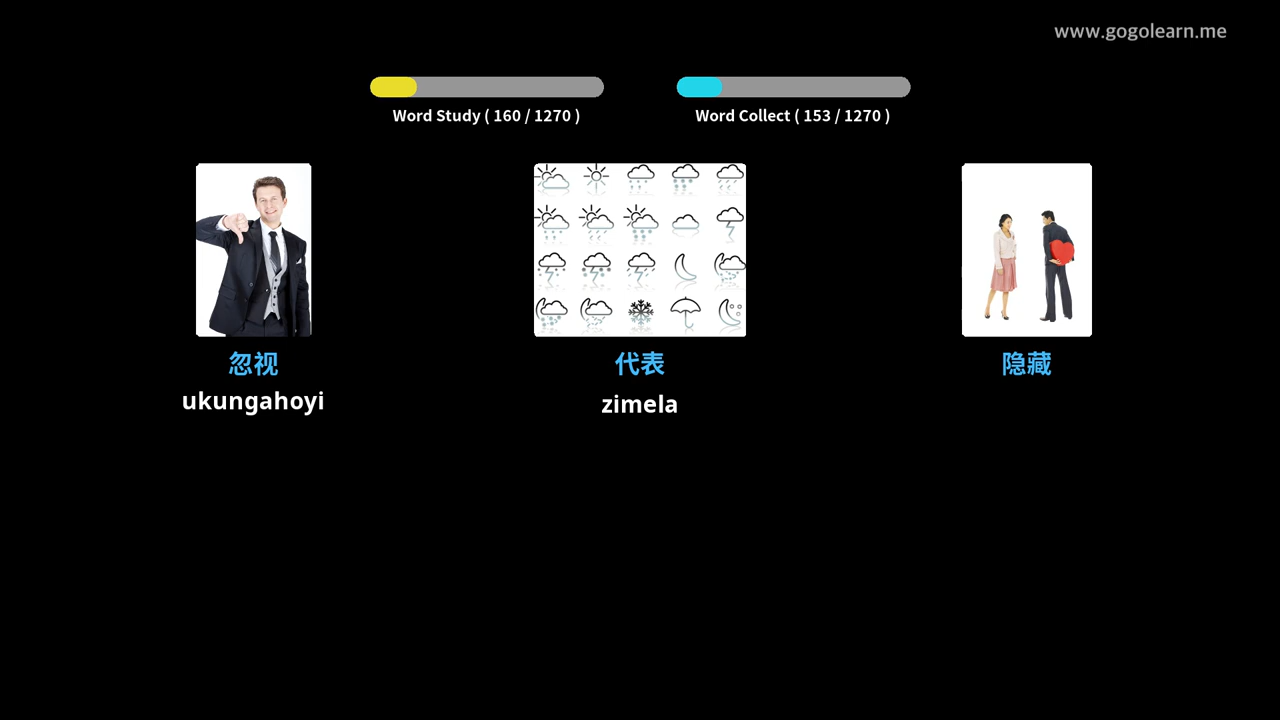 www.gogolearn.me
Word Study ( 160 / 1270 )
Word Collect ( 153 / 1270 )
忽视
代表
隐藏
ukungahoyi
zimela